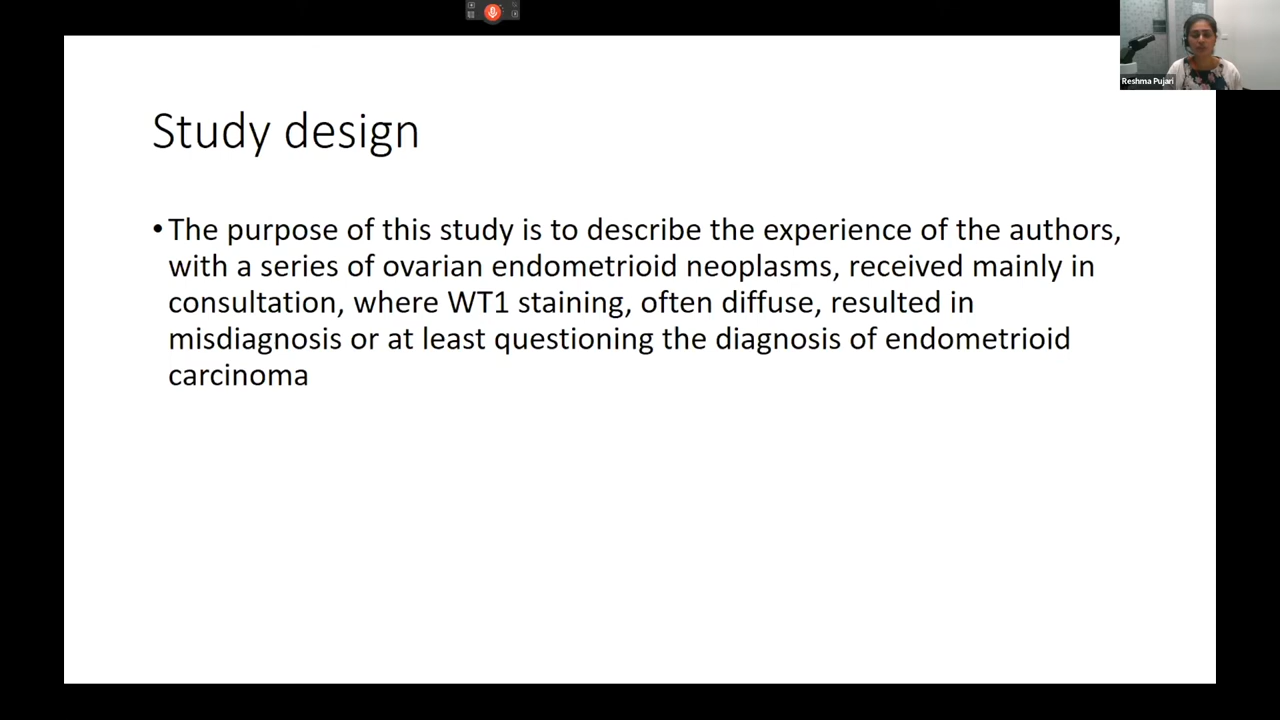 Reshma Pujari
Study design
• The purpose of this study is to describe the experience of the authors,
with a series of ovarian endometrioid neoplasms, received mainly in
consultation, where WT1 staining, often diffuse, resulted in
misdiagnosis or at least questioning the diagnosis of endometrioid
carcinoma